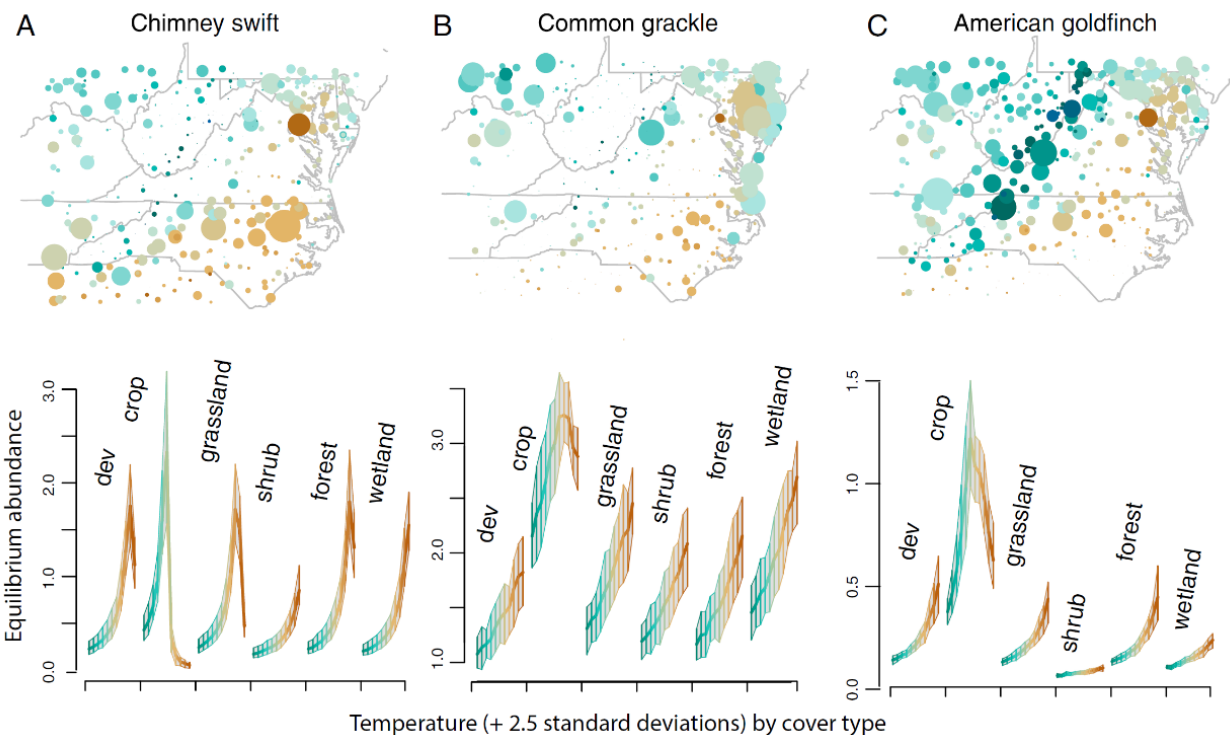 A Chimney swift
B Common grackle
C American goldfinch
Equilibrium abundance
3.0
2.0
1.0
0.0
dev
crop
grassland
shrub
forest
wetland
3.0
2.0
1.0
dev
crop
grassland
shrub
forest
wetland
1.5
1.0
0.5
0.0
dev
crop
grassland
shrub
forest
wetland
Temperature (+ 2.5 standard deviations) by cover type